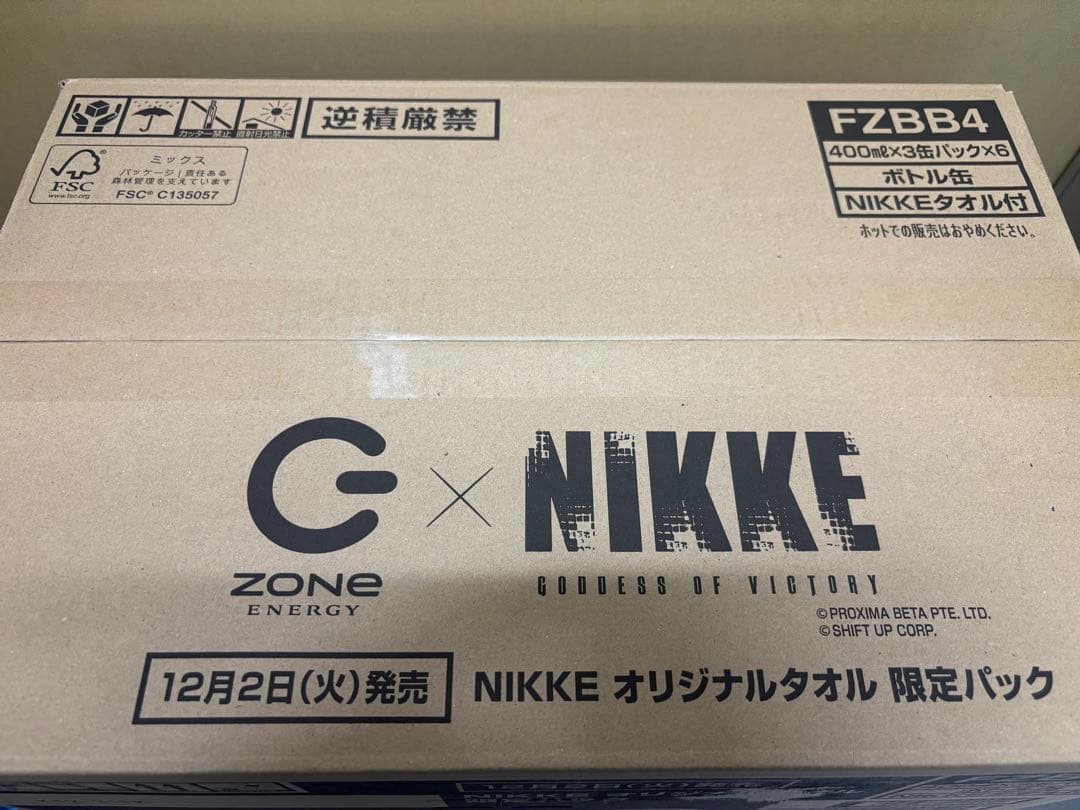 カッター禁止
直射日光禁止
逆積厳禁
FSC
www.fsc.org
ミックス
パッケージ | 責任ある
森林管理を支えています
FSC® C135057
FZBB4
400ml×3缶パック×6
ボトル缶
NIKKEタオル付
ホットでの販売はおやめください。
ZONe
ENERGY
×
NIKKE
GODDESS OF VICTORY
©PROXIMA BETA PTE. LTD.
©SHIFT UP CORP.
12月2日(火)発売
NIKKE オリジナルタオル 限定パック